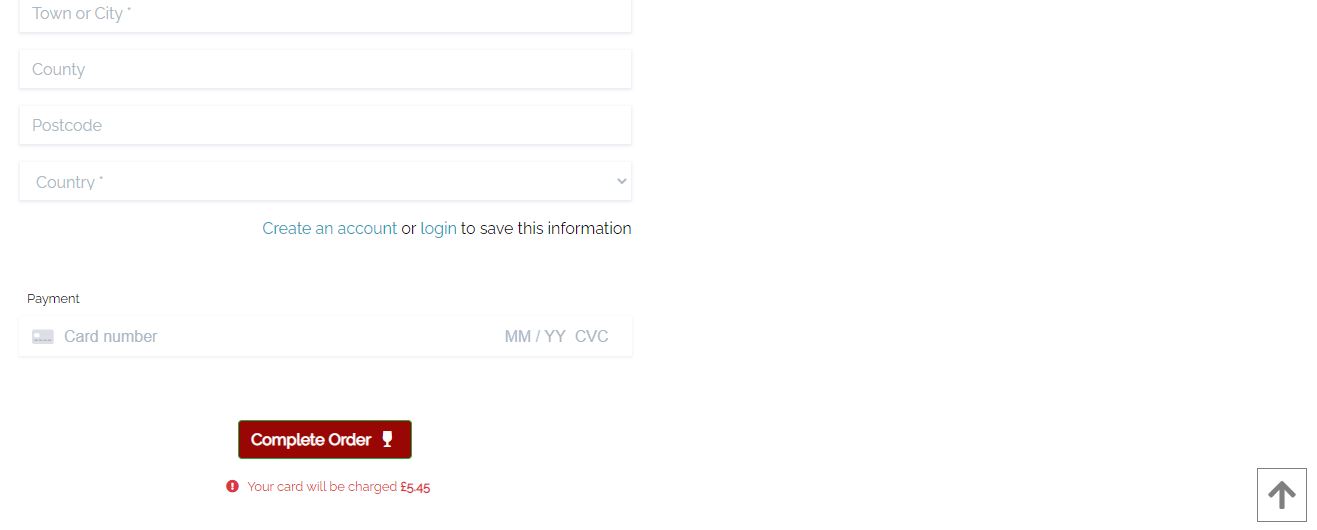 Town or City *
County
Postcode
Country *
Create an account or login to save this information
Payment
Card number MM / YY CVC
Complete Order
Your card will be charged £5.45